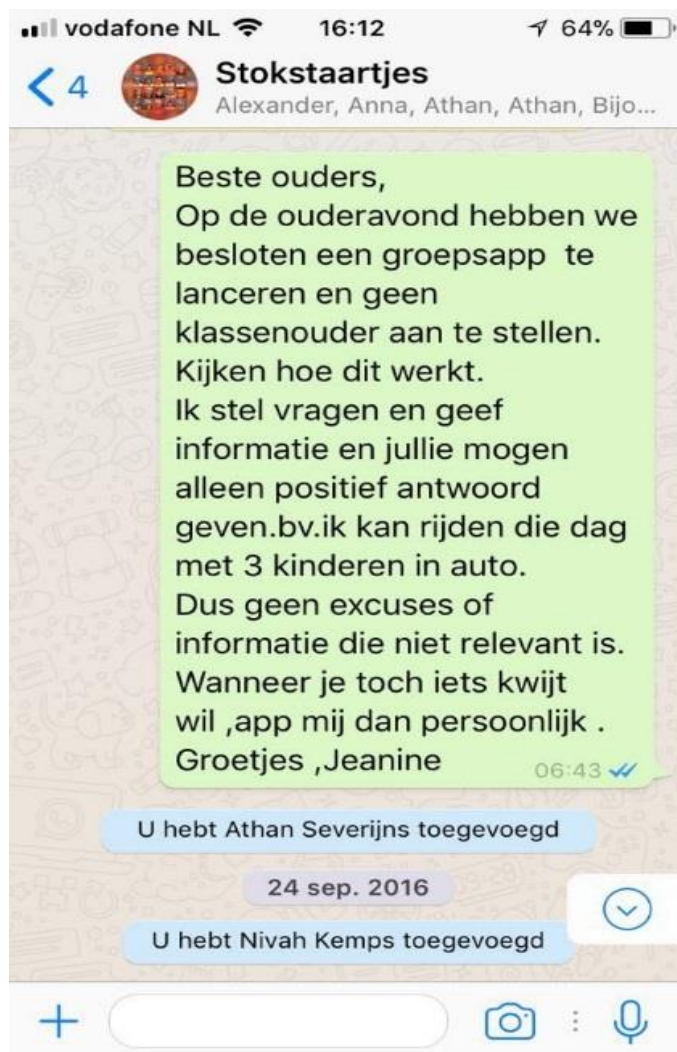 vodafone NL 16:12 64%
4 Stokstaartjes
Alexander, Anna, Athan, Athan, Bijo...
Beste ouders,
Op de ouderavond hebben we
besloten een groepsapp te
lanceren en geen
klassenouder aan te stellen.
Kijken hoe dit werkt.
Ik stel vragen en geef
informatie en jullie mogen
alleen positief antwoord
geven.bv.ik kan rijden die dag
met 3 kinderen in auto.
Dus geen excuses of
informatie die niet relevant is.
Wanneer je toch iets kwijt
wil ,app mij dan persoonlijk .
Groetjes ,Jeanine 06:43
U hebt Athan Severijns toegevoegd
24 sep. 2016
U hebt Nivah Kemps toegevoegd